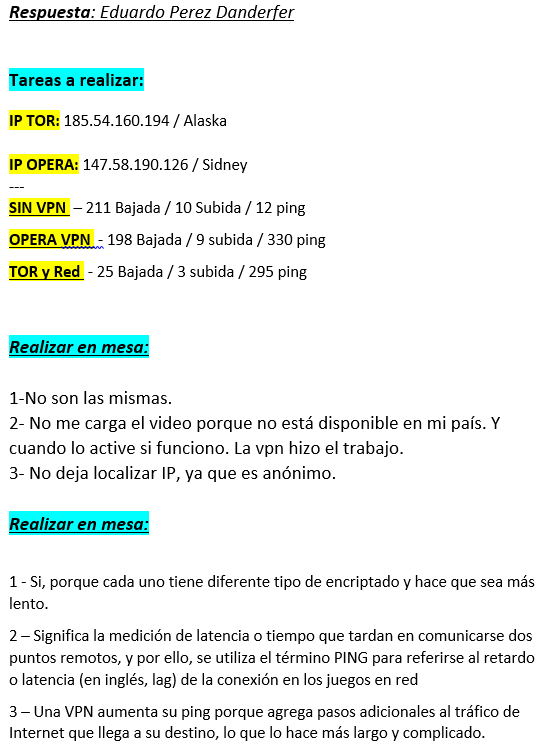 Respuesta: Eduardo Perez Danderfer
Tareas a realizar:
IP TOR: 185.54.160.194 / Alaska
IP OPERA: 147.58.190.126 / Sidney
---
SIN VPN – 211 Bajada / 10 Subida / 12 ping
OPERA VPN - 198 Bajada / 9 subida / 330 ping
TOR y Red - 25 Bajada / 3 subida / 295 ping
Realizar en mesa:
1-No son las mismas.
2- No me carga el video porque no está disponible en mi país. Y
cuando lo active si funciono. La vpn hizo el trabajo.
3- No deja localizar IP, ya que es anónimo.
Realizar en mesa:
1 - Si, porque cada uno tiene diferente tipo de encriptado y hace que sea más
lento.
2 – Significa la medición de latencia o tiempo que tardan en comunicarse dos
puntos remotos, y por ello, se utiliza el término PING para referirse al retardo
o latencia (en inglés, lag) de la conexión en los juegos en red
3 – Una VPN aumenta su ping porque agrega pasos adicionales al tráfico de
Internet que llega a su destino, lo que lo hace más largo y complicado.